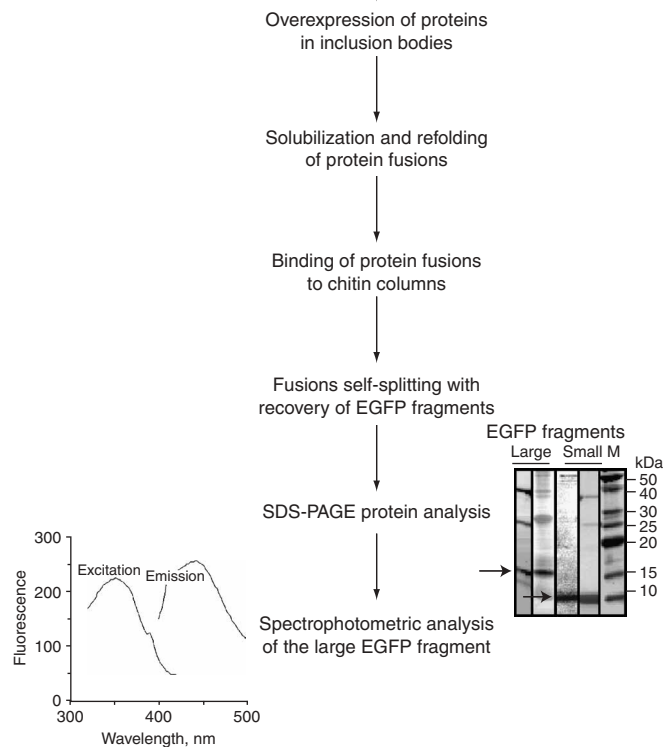 Overexpression of proteins
in inclusion bodies
Solubilization and refolding
of protein fusions
Binding of protein fusions
to chitin columns
Fusions self-splitting with
recovery of EGFP fragments
EGFP fragments
Large Small M
kDa
50
40
30
25
20
15
10
SDS-PAGE protein analysis
Spectrophotometric analysis
of the large EGFP fragment
300
200
100
0
Fluorescence
Excitation Emission
300 400 500
Wavelength, nm